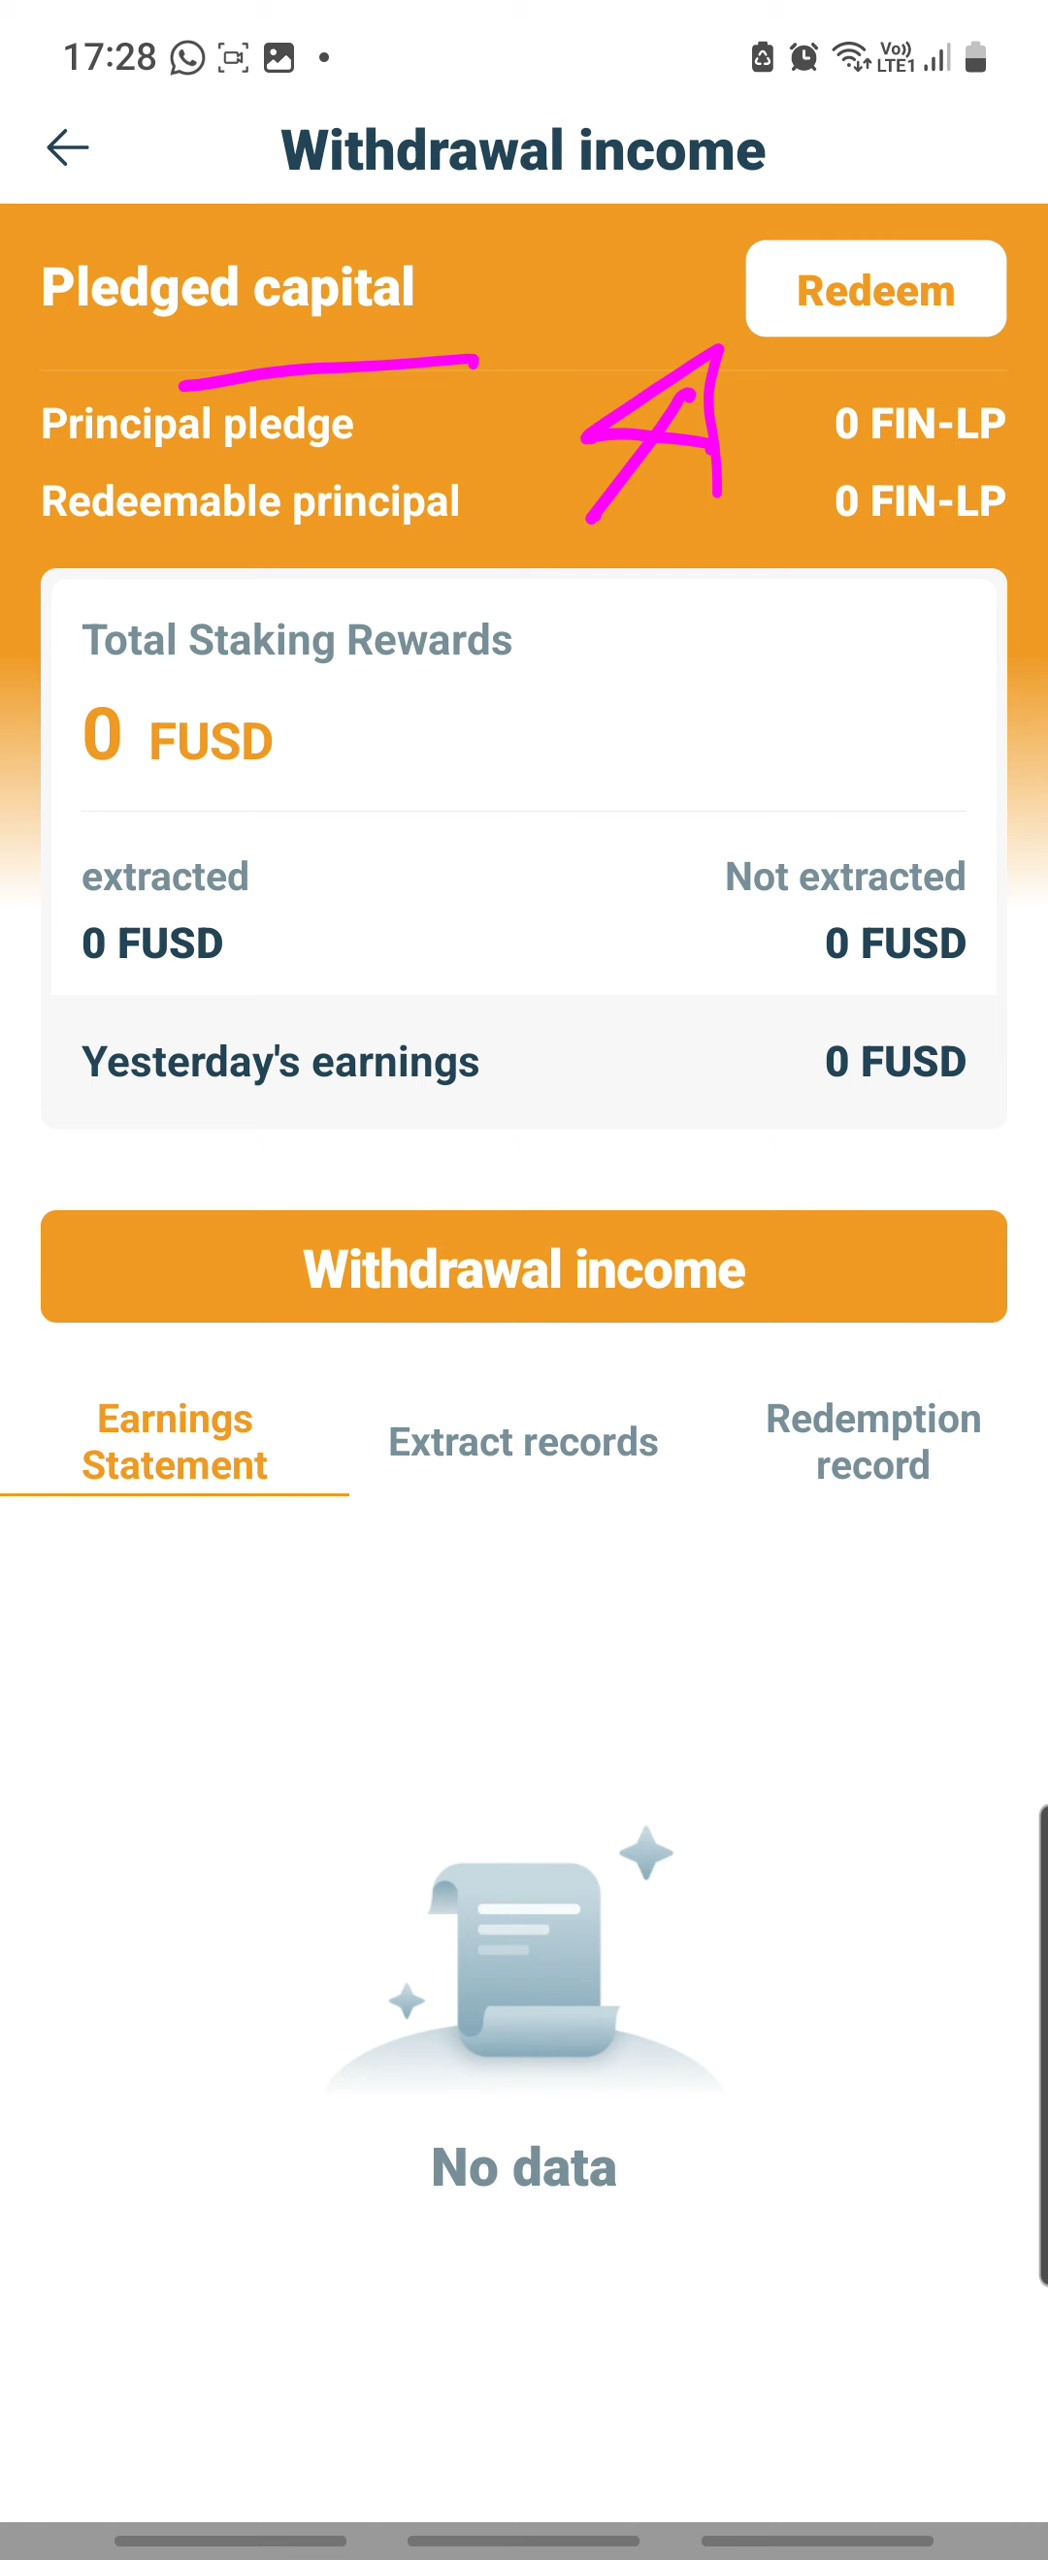 17:28
Vo)) LTE1
Withdrawal income
Pledged capital
Redeem
Principal pledge 0 FIN-LP
Redeemable principal 0 FIN-LP
Total Staking Rewards
0 FUSD
extracted Not extracted
0 FUSD 0 FUSD
Yesterday's earnings 0 FUSD
Withdrawal income
Earnings Statement
Extract records
Redemption record
No data